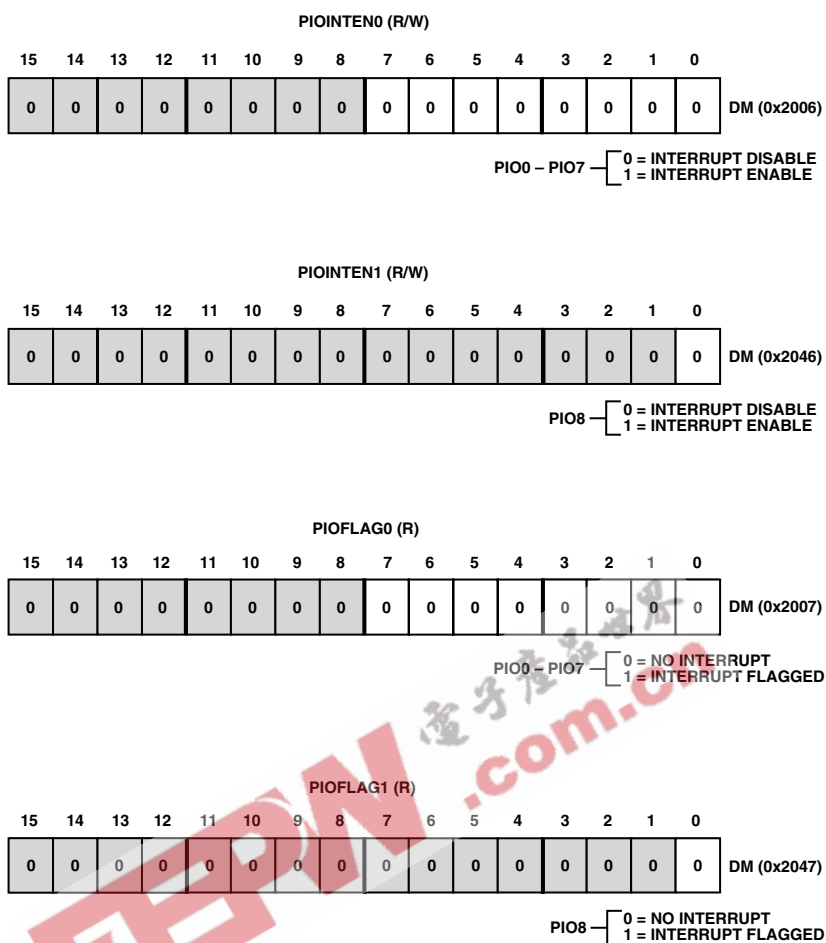 PIOINTEN0 (R/W)
15 14 13 12 11 10 9 8 7 6 5 4 3 2 1 0
0 0 0 0 0 0 0 0 0 0 0 0 0 0 0 0 DM (0x2006)
PIO0 – PIO7 0 = INTERRUPT DISABLE
1 = INTERRUPT ENABLE
PIOINTEN1 (R/W)
15 14 13 12 11 10 9 8 7 6 5 4 3 2 1 0
0 0 0 0 0 0 0 0 0 0 0 0 0 0 0 0 DM (0x2046)
PIO8 0 = INTERRUPT DISABLE
1 = INTERRUPT ENABLE
PIOFLAG0 (R)
15 14 13 12 11 10 9 8 7 6 5 4 3 2 1 0
0 0 0 0 0 0 0 0 0 0 0 0 0 0 0 0 DM (0x2007)
PIO0 – PIO7 0 = NO INTERRUPT
1 = INTERRUPT FLAGGED
電子產品世界
.com.cn
EEPW
PIOFLAG1 (R)
15 14 13 12 11 10 9 8 7 6 5 4 3 2 1 0
0 0 0 0 0 0 0 0 0 0 0 0 0 0 0 0 DM (0x2047)
PIO8 0 = NO INTERRUPT
1 = INTERRUPT FLAGGED